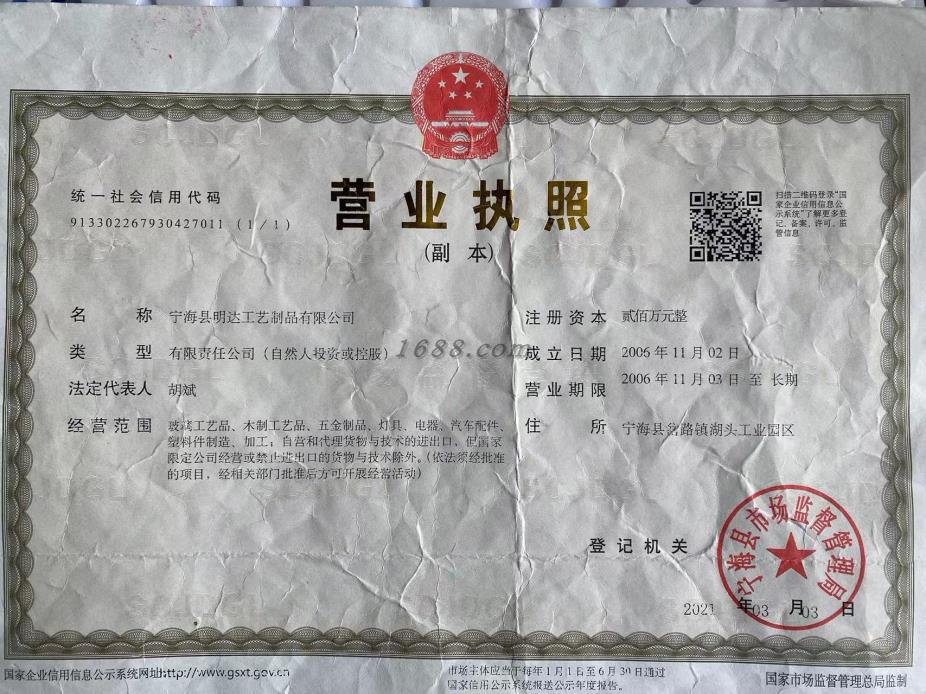 统一社会信用代码
913302267930427011 (1/1)
营业执照
(副 本)
扫描二维码登录“国
家企业信用信息公
示系统”了解更多登
记、备案、许可、监
管信息
名 称 宁海县明达工艺制品有限公司
类 型 有限责任公司（自然人投资或控股）
法定代表人 胡斌
经营范围 玻璃工艺品、木制工艺品、五金制品、灯具、电器、汽车配件、
塑料件制造、加工；自营和代理货物与技术的进出口，但国家
限定公司经营或禁止进出口的货物与技术除外。（依法须经批准
的项目，经相关部门批准后方可开展经营活动）
注册资本 贰佰万元整
成立日期 2006年11月02日
营业期限 2006年11月03日 至 长期
住 所 宁海县岔路镇湖头工业园区
1688.com
登记机关
宁海县市场监督管理局
2021 年 03 月 03 日
国家企业信用信息公示系统网址http://www.gsxt.gov.cn
市场主体应当于每年1月1日至6月30日通过
国家信用公示系统报送公示年度报告。
国家市场监督管理总局监制